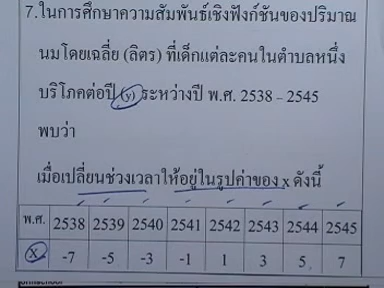 7.ในการศึกษาความสัมพันธ์เชิงฟังก์ชันของปริมาณ
นมโดยเฉลี่ย (ลิตร) ที่เด็กแต่ละคนในตำบลหนึ่ง
บริโภคต่อปี (y) ระหว่างปี พ.ศ. 2538 - 2545
พบว่า
เมื่อเปลี่ยนช่วงเวลาให้อยู่ในรูปค่าของ x ดังนี้
พ.ศ. 2538 2539 2540 2541 2542 2543 2544 2545
X -7 -5 -3 -1 1 3 5 7